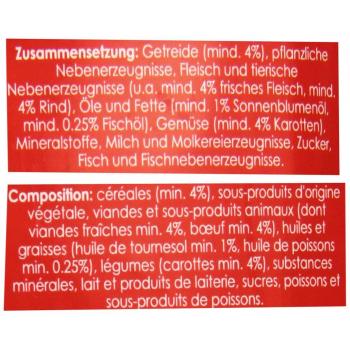 Zusammensetzung: Getreide (mind. 4%), pflanzliche
Nebenerzeugnisse, Fleisch und tierische
Nebenerzeugnisse (u.a. mind. 4% frisches Fleisch, mind.
4% Rind), Öle und Fette (mind. 1% Sonnenblumenöl,
mind. 0.25% Fischöl), Gemüse (mind. 4% Karotten),
Mineralstoffe, Milch und Molkereierzeugnisse, Zucker,
Fisch und Fischnebenerzeugnisse.
Composition: céréales (min. 4%), sous-produits d'origine
végétale, viandes et sous-produits animaux (dont
viandes fraîches min. 4%, bœuf min. 4%), huiles et
graisses (huile de tournesol min. 1%, huile de poissons
min. 0.25%), légumes (carottes min. 4%), substances
minérales, lait et produits de laiterie, sucres, poissons et
sous-produits de poissons.